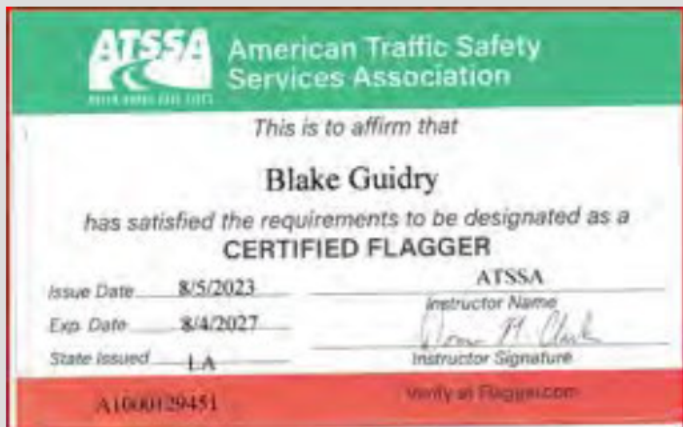 ATSSA
American Traffic Safety
Services Association
This is to affirm that
Blake Guidry
has satisfied the requirements to be designated as a
CERTIFIED FLAGGER
Issue Date 8/5/2023
ATSSA
Instructor Name
Exp. Date 8/4/2027
Instructor Signature
State Issued LA
A1000129451
Verify at Flagger.com